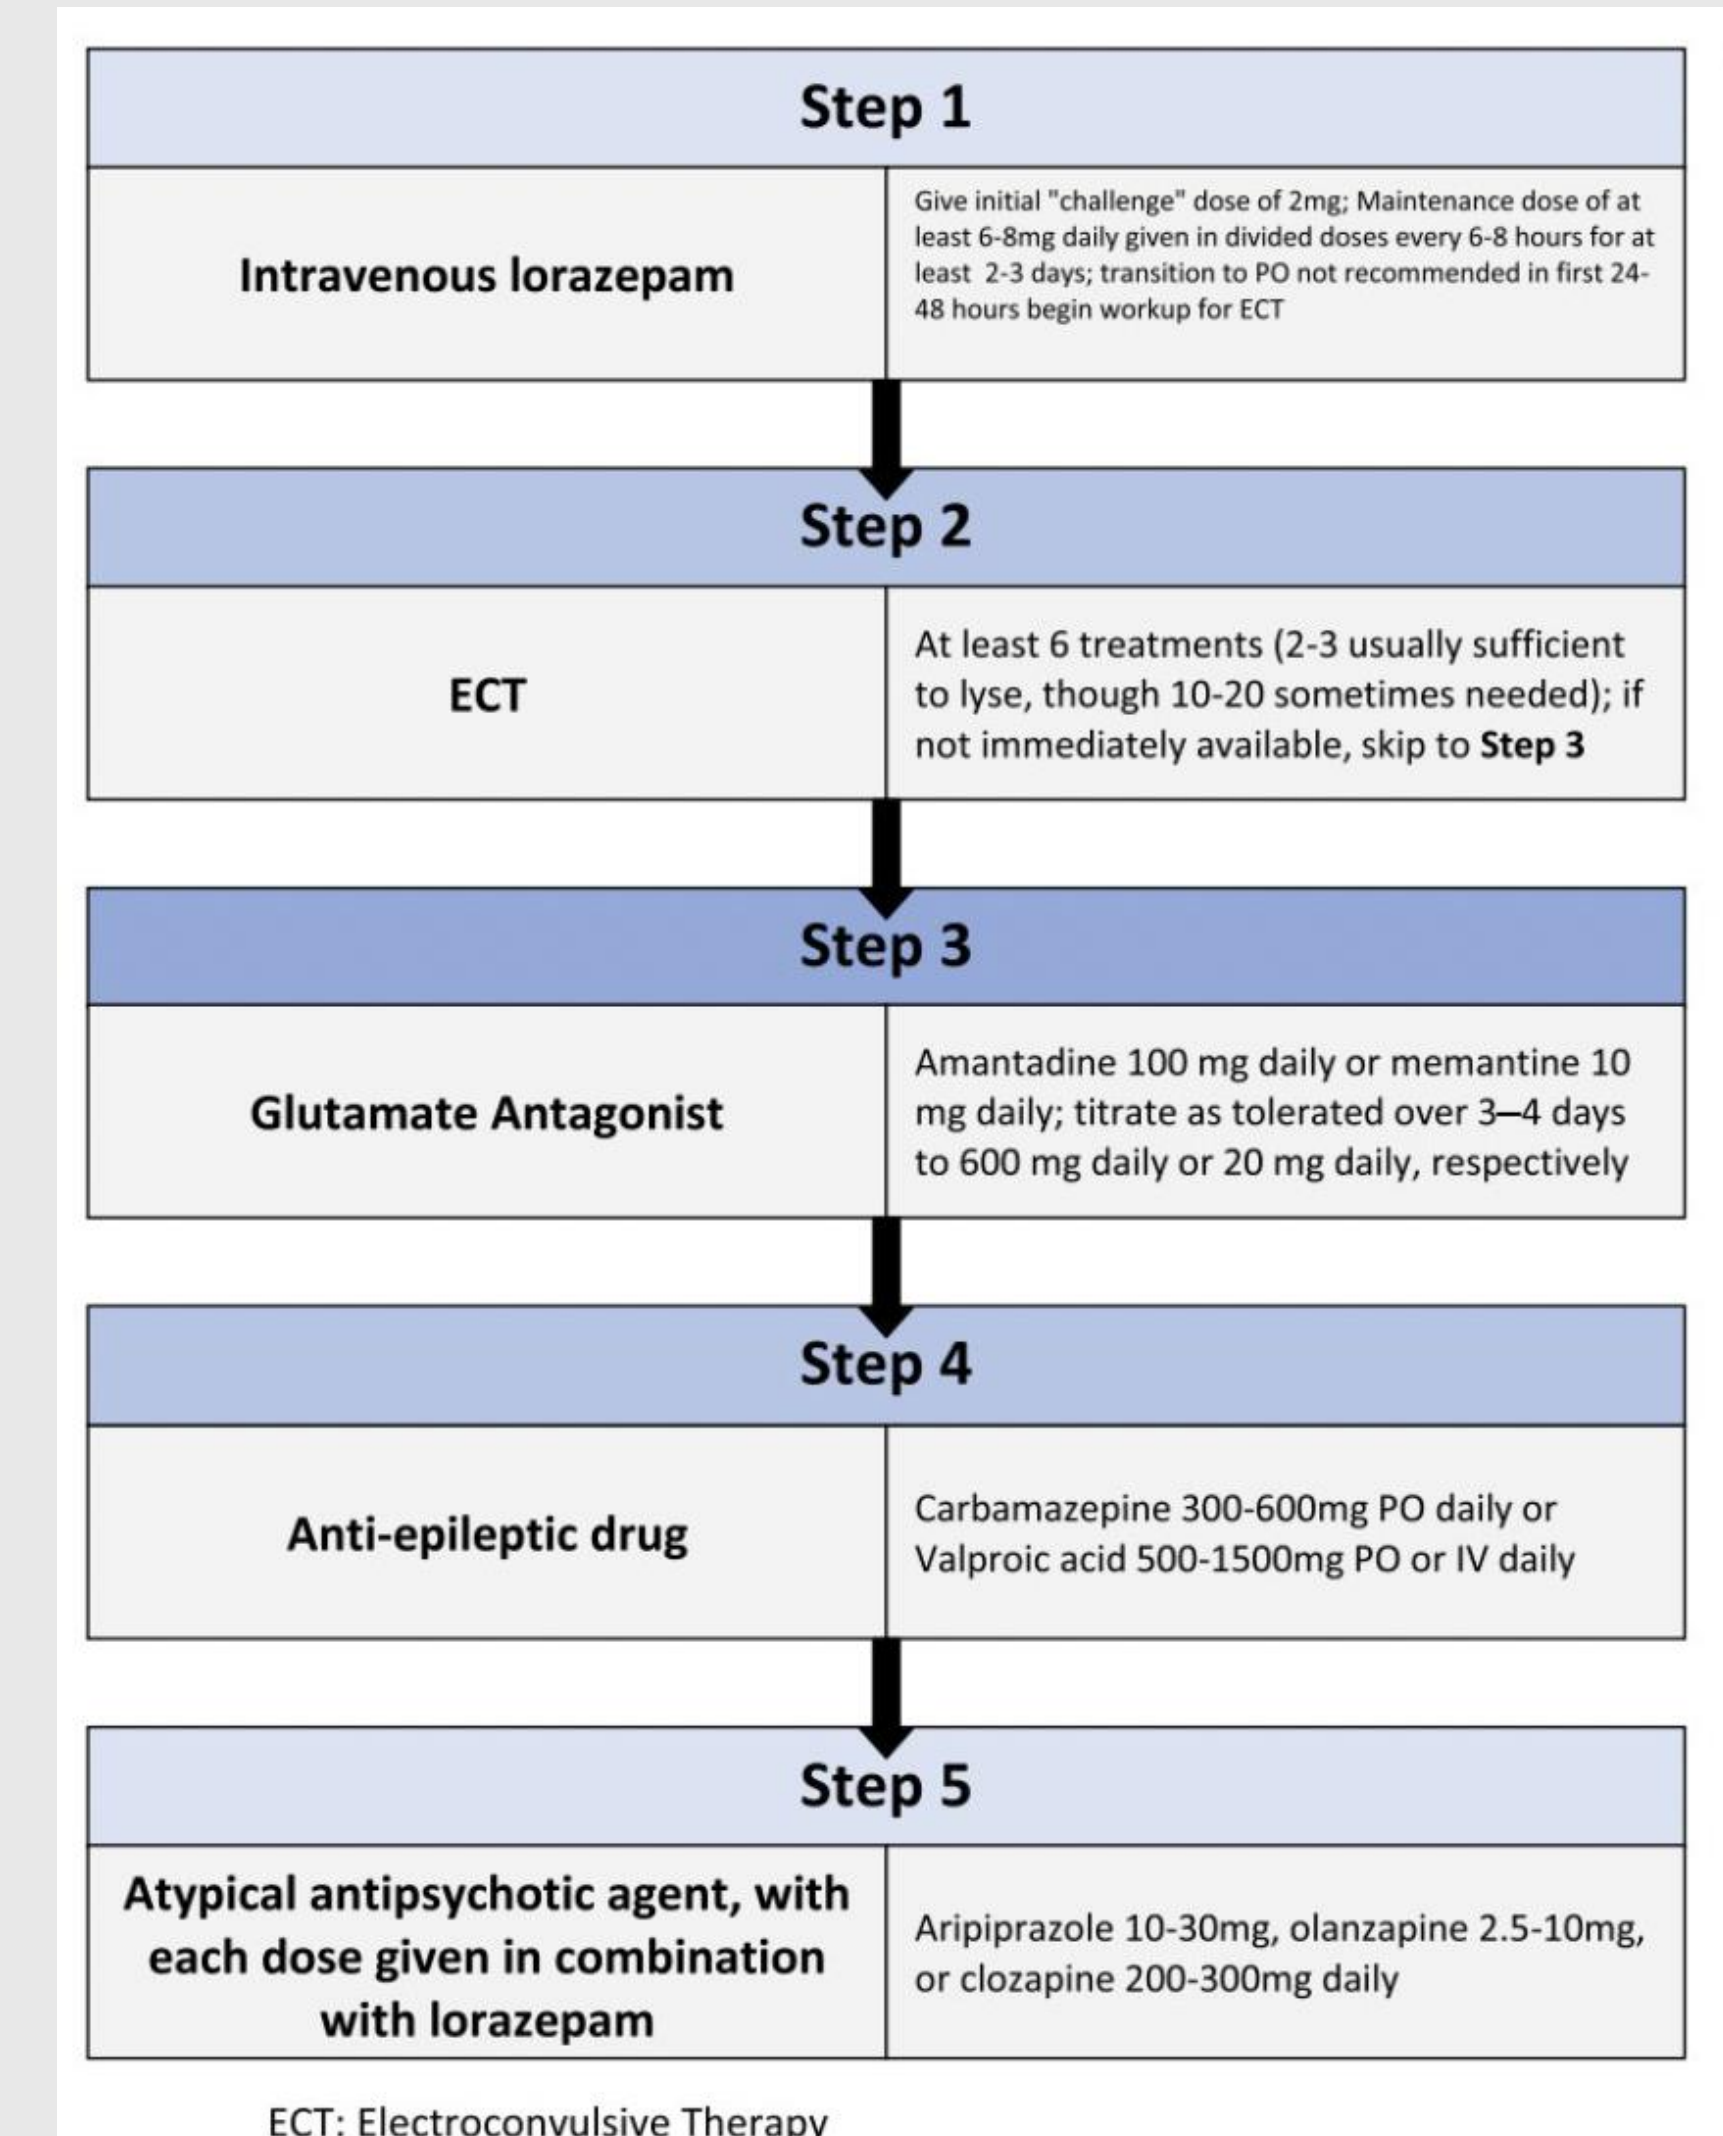 Step 1
Intravenous lorazepam
Give initial "challenge" dose of 2mg; Maintenance dose of at
least 6-8mg daily given in divided doses every 6-8 hours for at
least  2-3 days; transition to PO not recommended in first 24-
48 hours begin workup for ECT
Step 2
ECT
At least 6 treatments (2-3 usually sufficient
to lyse, though 10-20 sometimes needed); if
not immediately available, skip to Step 3
Step 3
Glutamate Antagonist
Amantadine 100 mg daily or memantine 10
mg daily; titrate as tolerated over 3–4 days
to 600 mg daily or 20 mg daily, respectively
Step 4
Anti-epileptic drug
Carbamazepine 300-600mg PO daily or
Valproic acid 500-1500mg PO or IV daily
Step 5
Atypical antipsychotic agent, with
each dose given in combination
with lorazepam
Aripiprazole 10-30mg, olanzapine 2.5-10mg,
or clozapine 200-300mg daily
ECT: Electroconvulsive Therapy